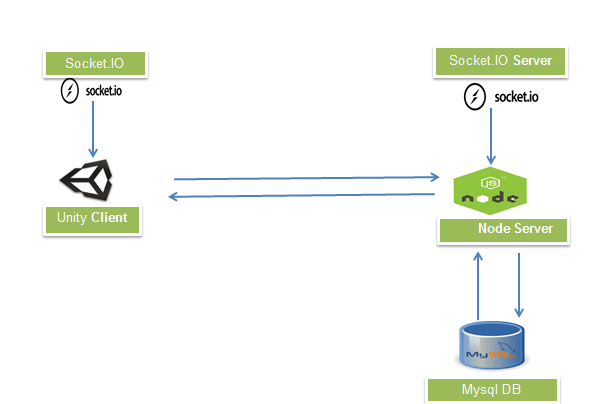 Socket.IO
socket.io
Socket.IO Server
socket.io
JS
node
Unity Client
Node Server
MySQL
Mysql DB